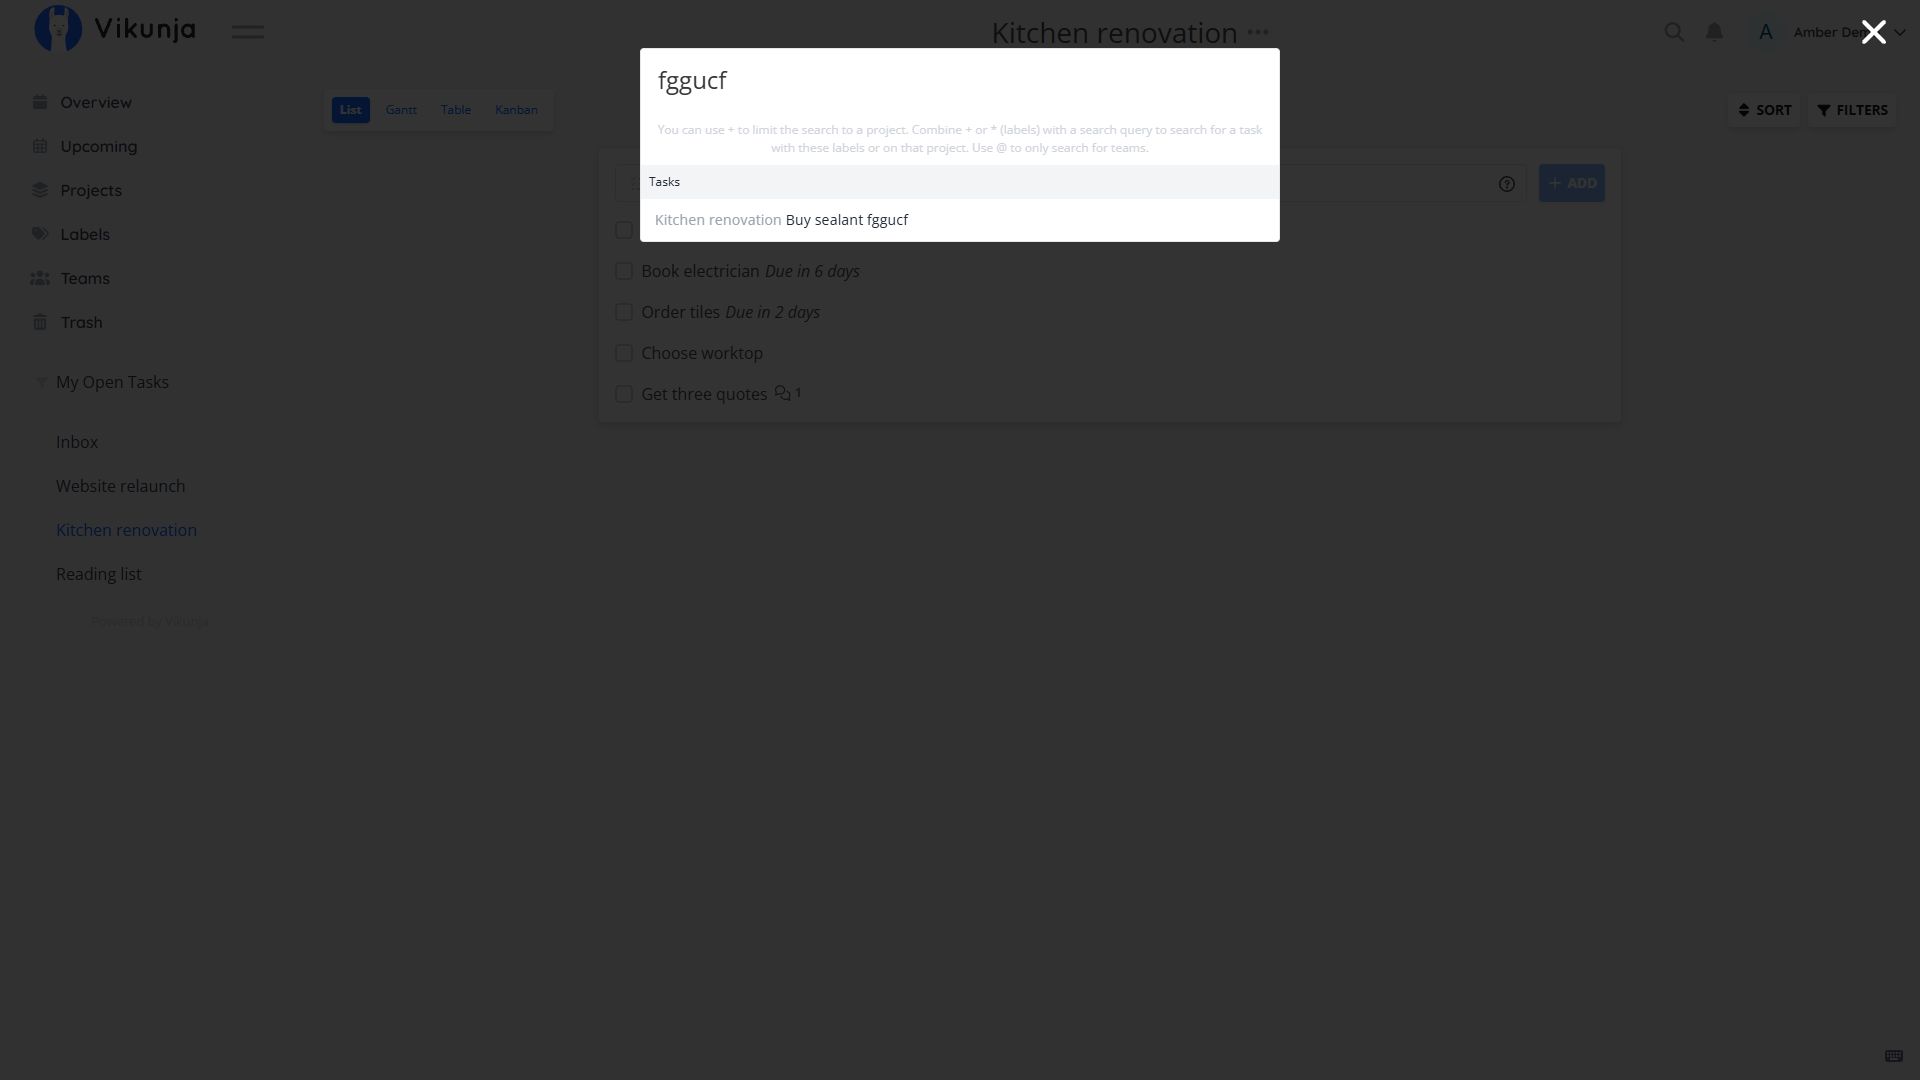 Vikunja
Kitchen renovation
A
Amber
Overview
Upcoming
Projects
Labels
Teams
Trash
My Open Tasks
Inbox
Website relaunch
Kitchen renovation
Reading list
Powered by Vikunja
List
Gantt
Table
Kanban
SORT
FILTERS
fggucf
You can use + to limit the search to a project. Combine + or * (labels) with a search query to search for a task
with these labels or on that project. Use @ to only search for teams.
Tasks
Kitchen renovation Buy sealant fggucf
+ ADD
Book electrician Due in 6 days
Order tiles Due in 2 days
Choose worktop
Get three quotes 1